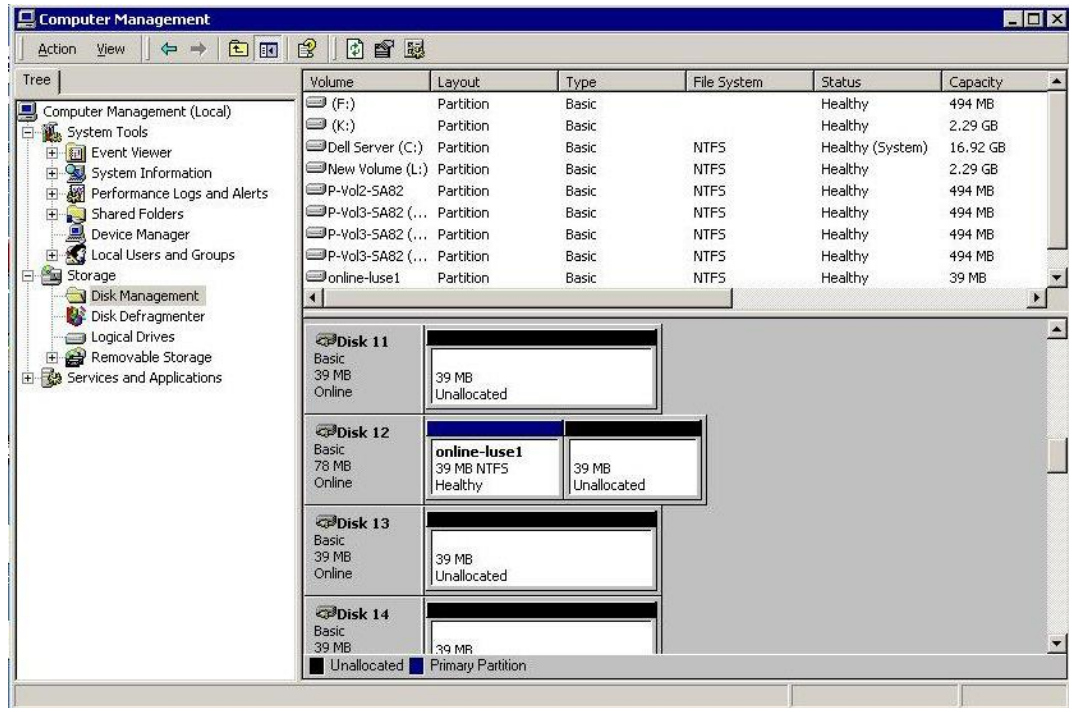 Computer Management
Action View
Tree
Computer Management (Local)
System Tools
Event Viewer
System Information
Performance Logs and Alerts
Shared Folders
Device Manager
Local Users and Groups
Storage
Disk Management
Disk Defragmenter
Logical Drives
Removable Storage
Services and Applications
Volume Layout Type File System Status Capacity
(F:) Partition Basic Healthy 494 MB
(K:) Partition Basic Healthy 2.29 GB
Dell Server (C:) Partition Basic NTFS Healthy (System) 16.92 GB
New Volume (L:) Partition Basic NTFS Healthy 2.29 GB
P-Vol2-SA82 Partition Basic NTFS Healthy 494 MB
P-Vol3-SA82 (... Partition Basic NTFS Healthy 494 MB
P-Vol3-SA82 (... Partition Basic NTFS Healthy 494 MB
P-Vol3-SA82 (... Partition Basic NTFS Healthy 494 MB
online-luse1 Partition Basic NTFS Healthy 39 MB
Disk 11
Basic
39 MB
Online
39 MB
Unallocated
Disk 12
Basic
78 MB
Online
online-luse1
39 MB NTFS
Healthy
39 MB
Unallocated
Disk 13
Basic
39 MB
Online
39 MB
Unallocated
Disk 14
Basic
39 MB
39 MB
Unallocated Primary Partition